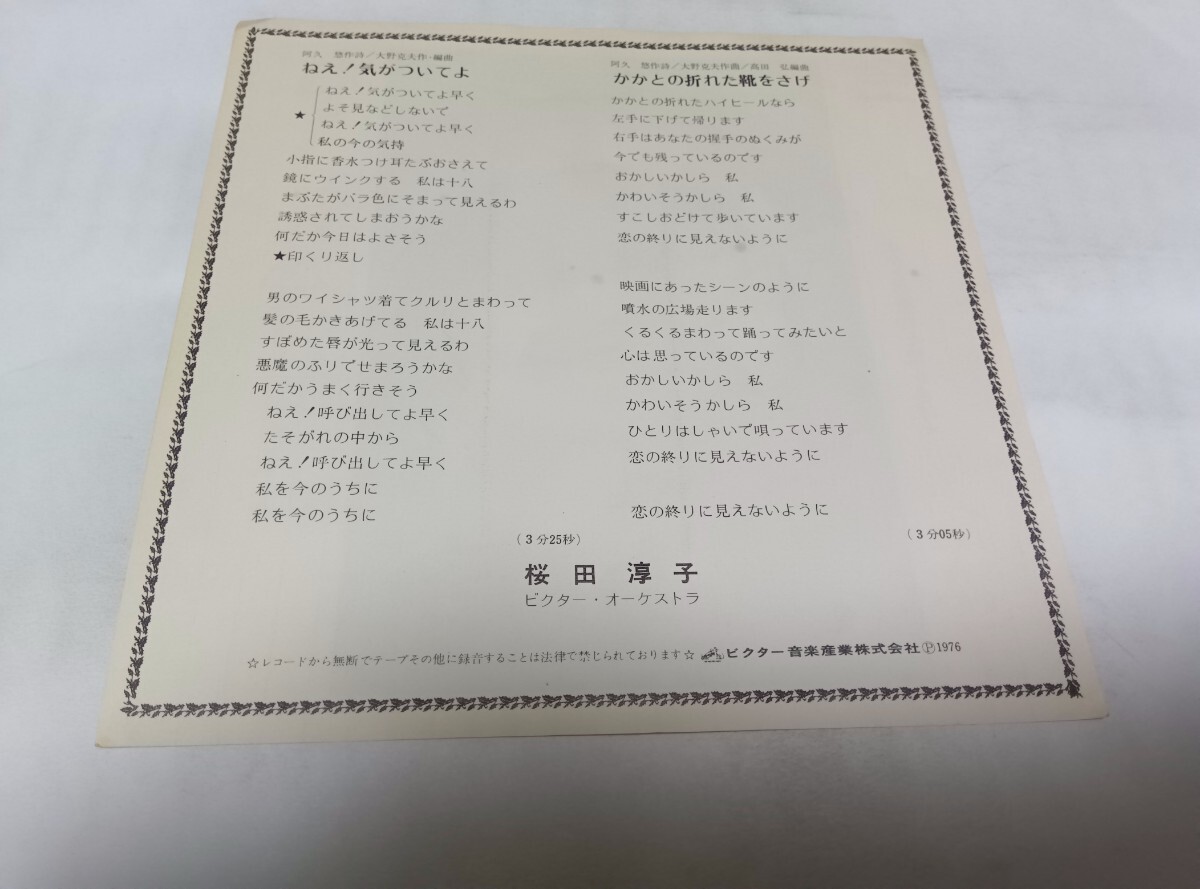 阿久 悠作詩／大野克夫作・編曲
ねえ！気がついてよ
★
ねえ！気がついてよ早く
よそ見などしないで
ねえ！気がついてよ早く
私の今の気持
小指に香水つけ耳たぶおさえて
鏡にウインクする 私は十八
まぶたがバラ色にそまって見えるわ
誘惑されてしまおうかな
何だか今日はよさそう
★印くり返し
男のワイシャツ着てクルリとまわって
髪の毛かきあげてる 私は十八
すぼめた唇が光って見えるわ
悪魔のふりでせまろうかな
何だかうまく行きそう
ねえ！呼び出してよ早く
たそがれの中から
ねえ！呼び出してよ早く
私を今のうちに
私を今のうちに
（3分25秒）
阿久 悠作詩／大野克夫作曲／高田 弘編曲
かかとの折れた靴をさげ
かかとの折れたハイヒールなら
左手に下げて帰ります
右手はあなたの握手のぬくみが
今でも残っているのです
おかしいかしら 私
かわいそうかしら 私
すこしおどけて歩いています
恋の終りに見えないように
映画にあったシーンのように
噴水の広場走ります
くるくるまわって踊ってみたいと
心は思っているのです
おかしいかしら 私
かわいそうかしら 私
ひとりはしゃいで唄っています
恋の終りに見えないように
恋の終りに見えないように
（3分05秒）
桜田 淳子
ビクター・オーケストラ
☆レコードから無断でテープその他に録音することは法律で禁じられております☆ ビクター音楽産業株式会社Ⓟ1976